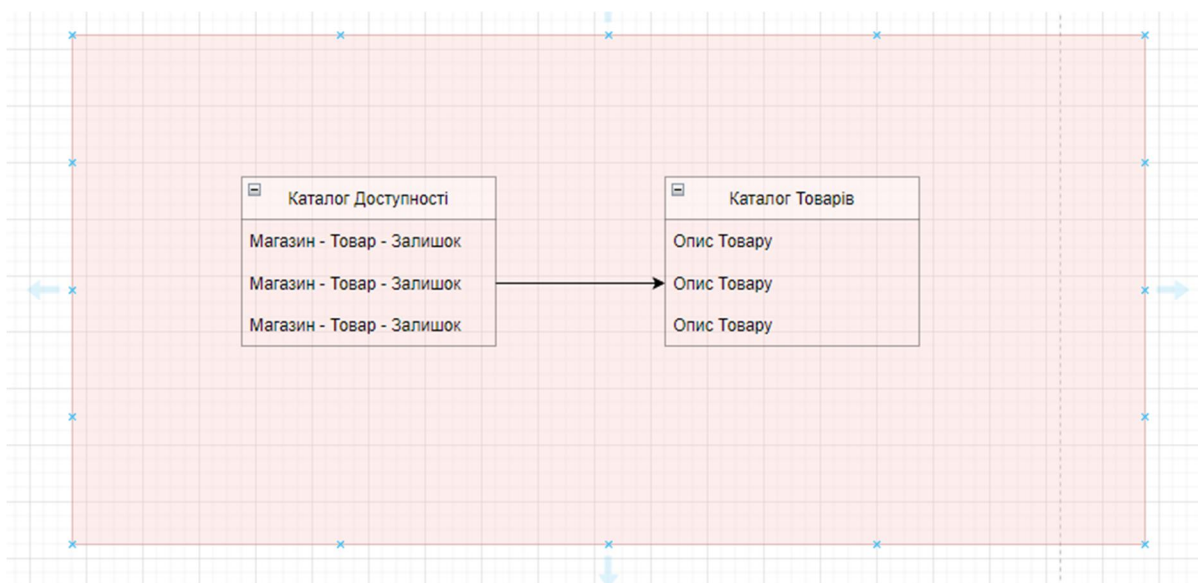 Каталог Доступності
Магазин - Товар - Залишок
Магазин - Товар - Залишок
Магазин - Товар - Залишок
Каталог Товарів
Опис Товару
Опис Товару
Опис Товару